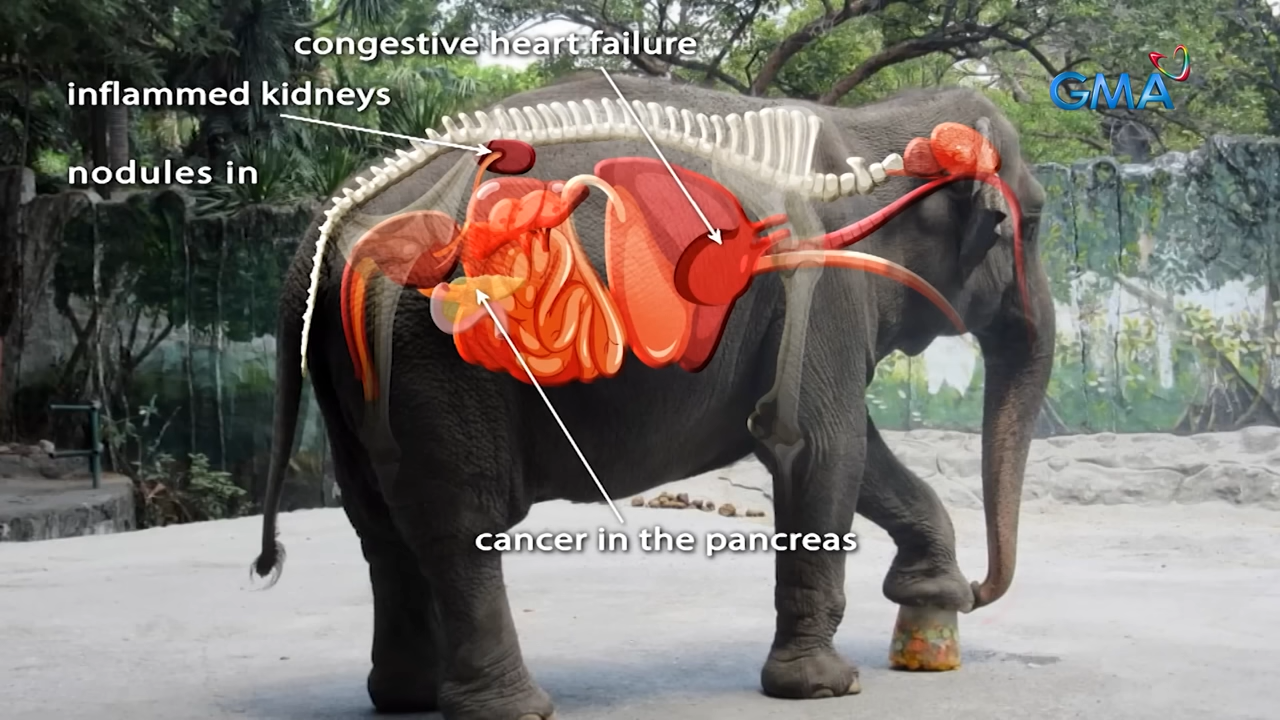 congestive heart failure
GMA
inflammed kidneys
nodules in
cancer in the pancreas